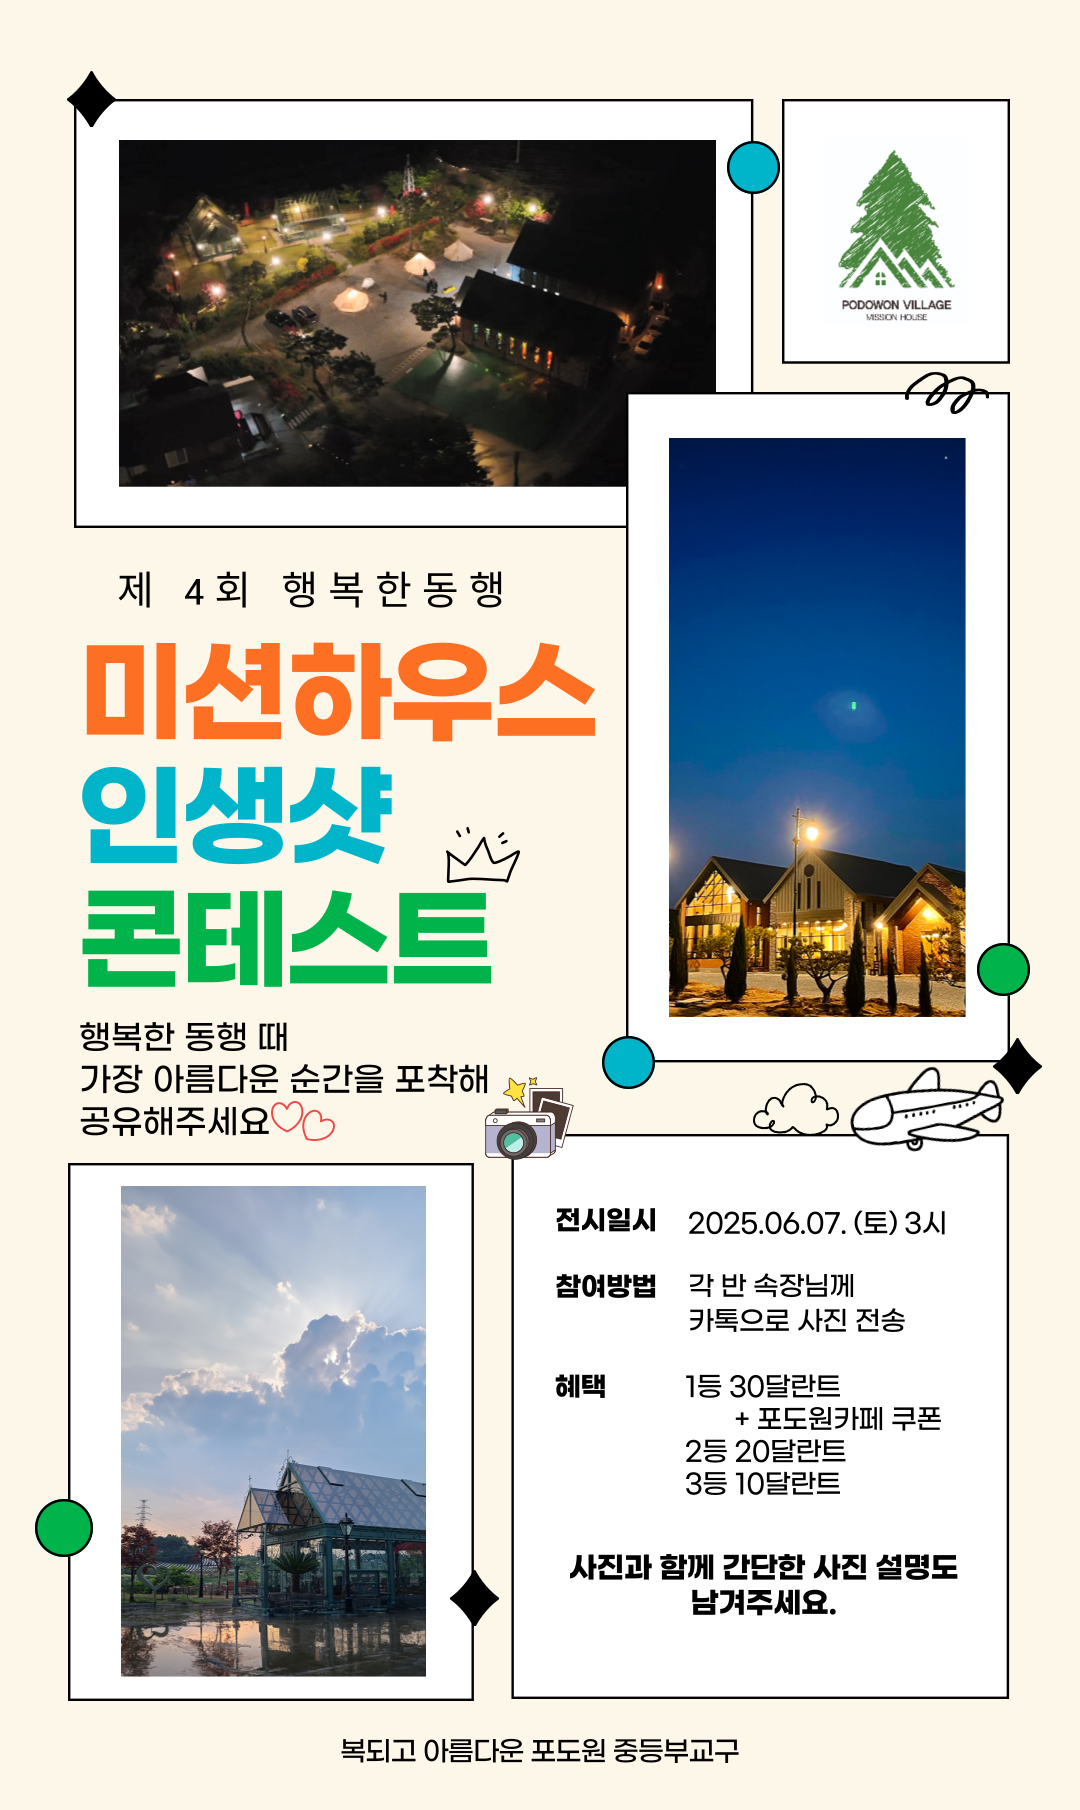 PODOWON VILLAGE
MISSION HOUSE
제 4회 행복한동행
미션하우스
인생샷
콘테스트
행복한 동행 때
가장 아름다운 순간을 포착해
공유해주세요
전시일시 2025.06.07. (토) 3시
참여방법 각 반 속장님께
카톡으로 사진 전송
혜택 1등 30달란트
+ 포도원카페 쿠폰
2등 20달란트
3등 10달란트
사진과 함께 간단한 사진 설명도
남겨주세요.
복되고 아름다운 포도원 중등부교구